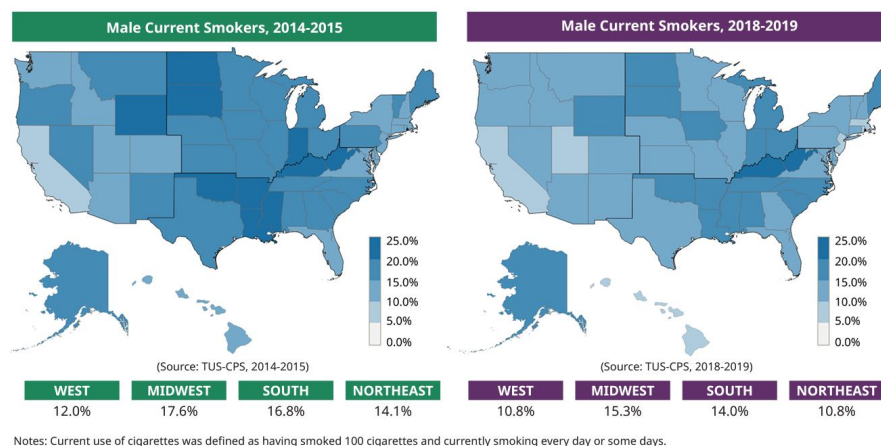 Male Current Smokers, 2014-2015
25.0%
20.0%
15.0%
10.0%
5.0%
0.0%
(Source: TUS-CPS, 2014-2015)
WEST MIDWEST SOUTH NORTHEAST
12.0% 17.6% 16.8% 14.1%
Male Current Smokers, 2018-2019
25.0%
20.0%
15.0%
10.0%
5.0%
0.0%
(Source: TUS-CPS, 2018-2019)
WEST MIDWEST SOUTH NORTHEAST
10.8% 15.3% 14.0% 10.8%
Notes: Current use of cigarettes was defined as having smoked 100 cigarettes and currently smoking every day or some days.